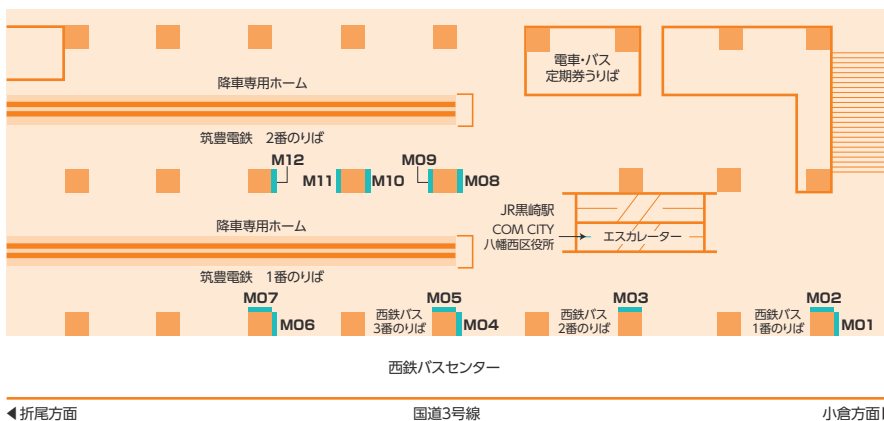 電車・バス
定期券うりば
降車専用ホーム
筑豊電鉄 2番のりば
M12
M09
M11
M10
M08
JR黒崎駅
COM CITY
八幡西区役所
エスカレーター
降車専用ホーム
筑豊電鉄 1番のりば
M07
M05
M03
M02
M06
西鉄バス
3番のりば
M04
西鉄バス
2番のりば
西鉄バス
1番のりば
M01
西鉄バスセンター
◀折尾方面
国道3号線
小倉方面